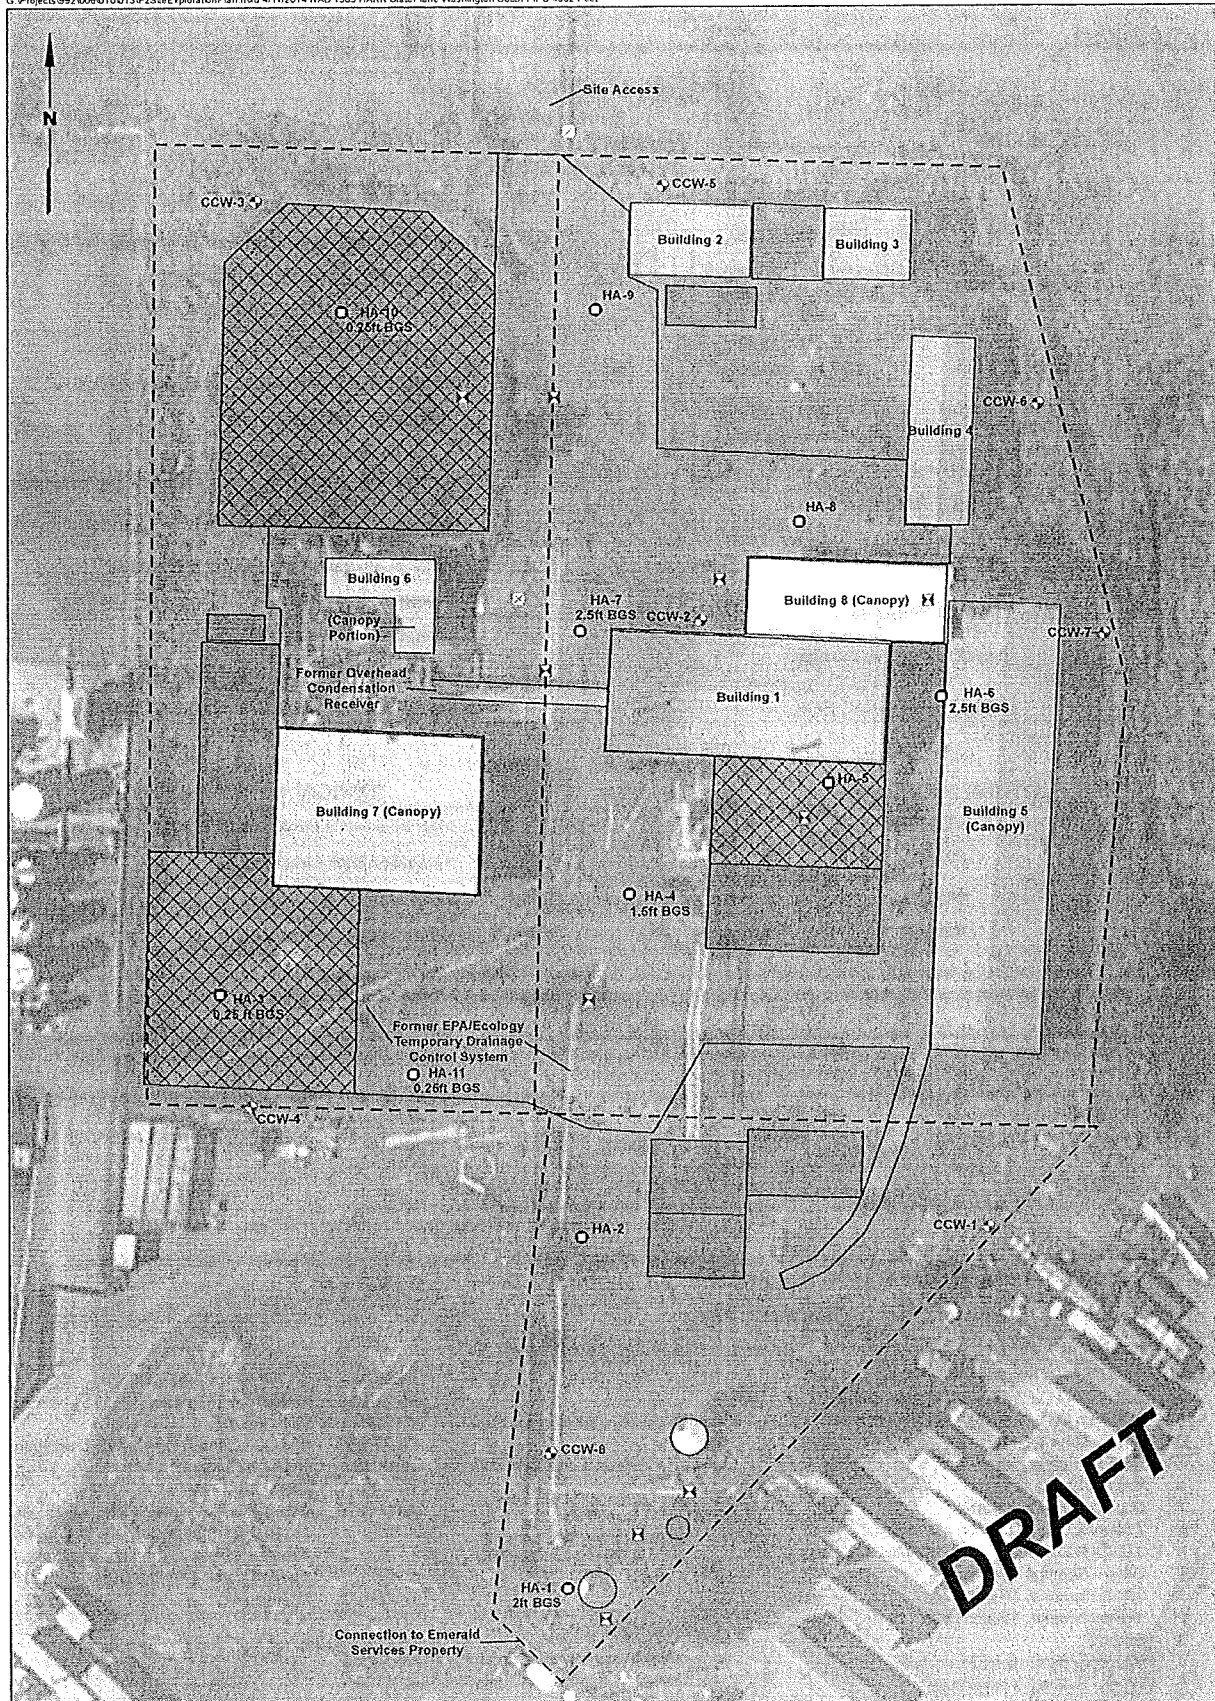 N
Site Access
CCW-3
CCW-5
Building 2
Building 3
HA-9
HA-10
0.25ft BGS
CCW-6
Building 4
HA-8
Building 6
(Canopy
Portion)
HA-7
2.5ft BGS
CCW-2
Building 8 (Canopy)
CCW-7
Former Overhead
Condensation
Receiver
Building 1
HA-6
2.5ft BGS
HA-5
Building 7 (Canopy)
Building 5
(Canopy)
HA-4
1.5ft BGS
HA-3
0.25 ft BGS
Former EPA/Ecology
Temporary Drainage
Control System
HA-11
0.25ft BGS
CCW-4
HA-2
CCW-1
CCW-8
HA-1
2ft BGS
Connection to Emerald
Services Property
DRAFT